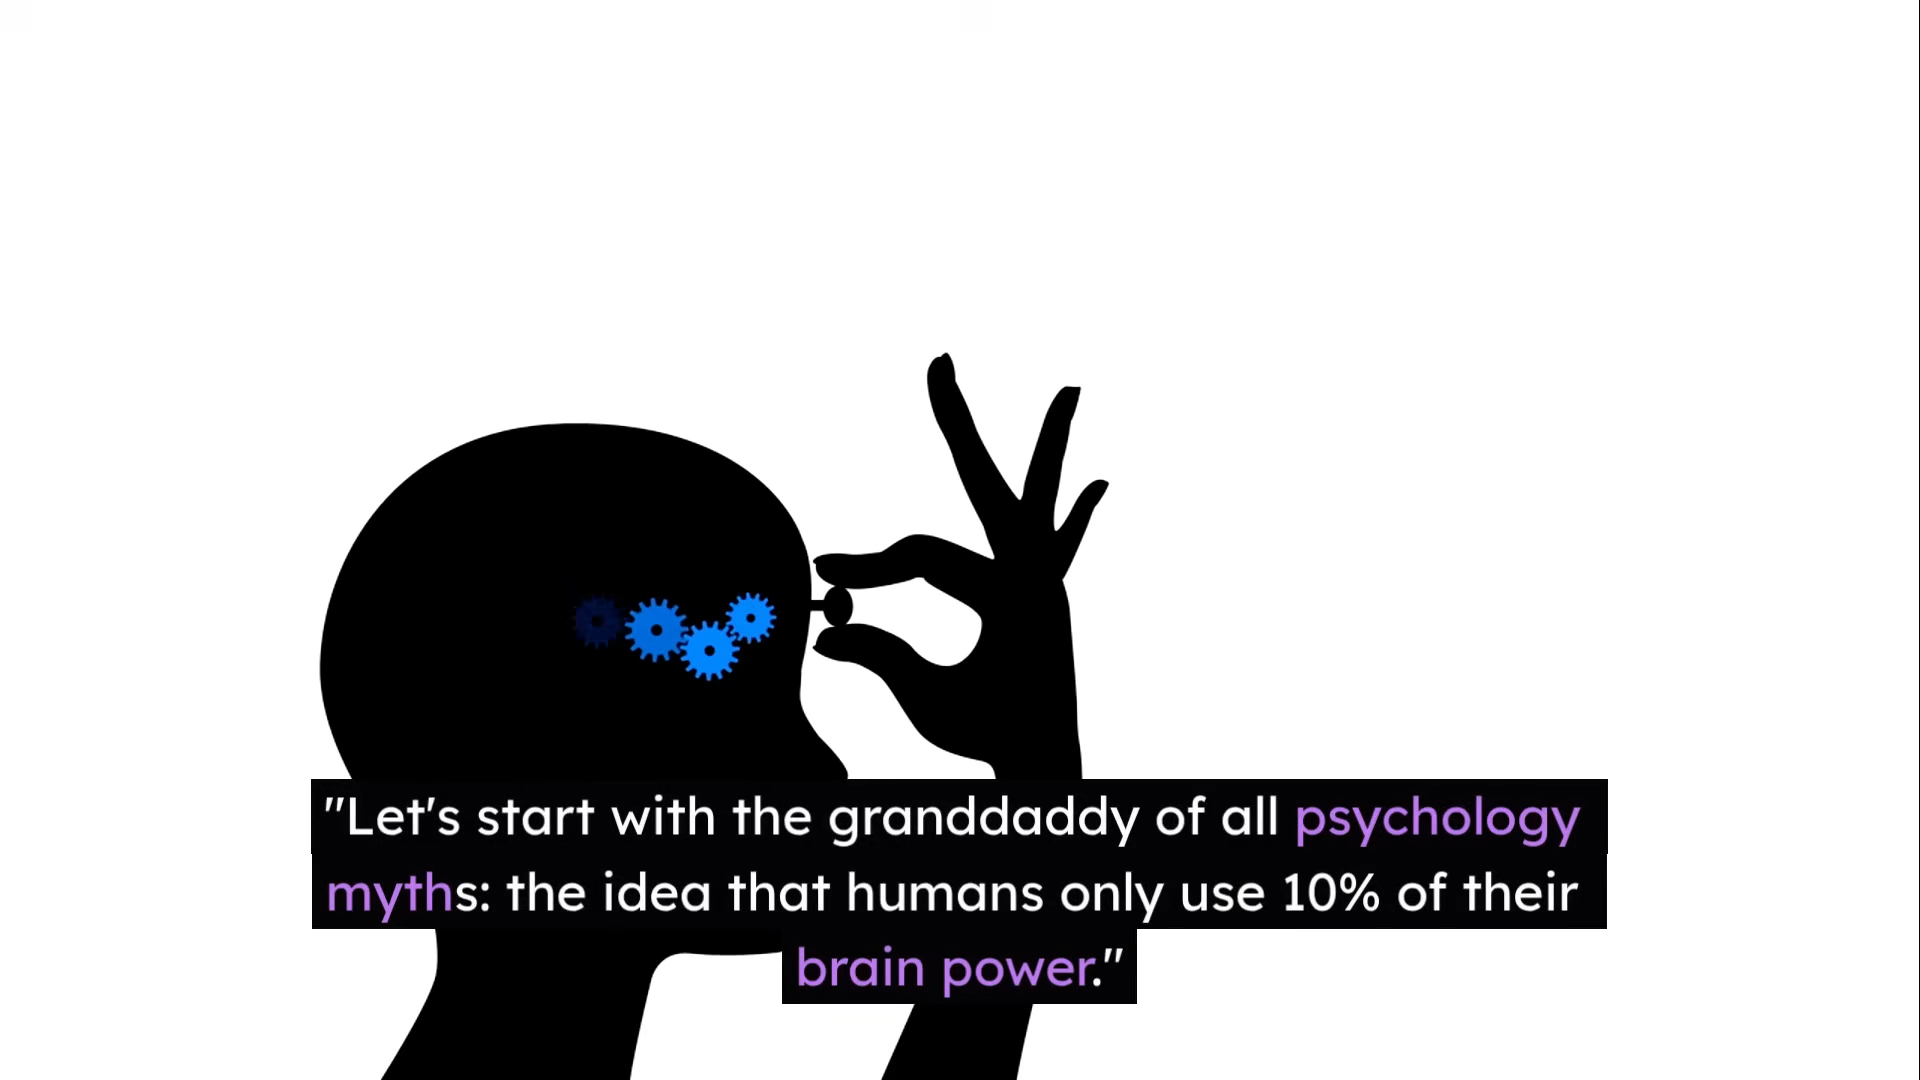 "Let's start with the granddaddy of all psychology
myths: the idea that humans only use 10% of their
brain power."